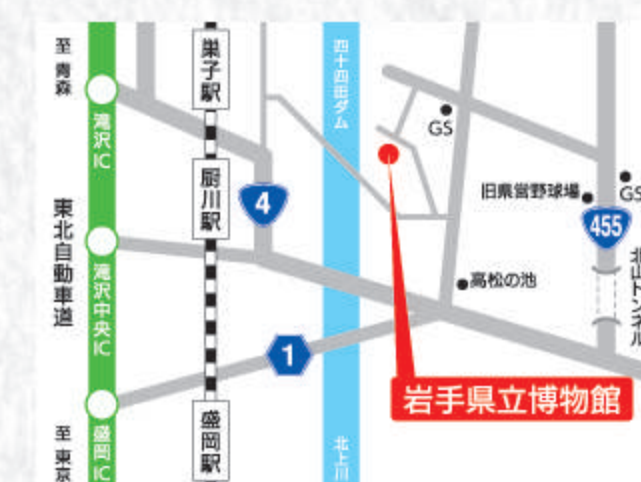 至 青森
滝沢IC
東北自動車道
滝沢中央IC
至 東京
盛岡IC
巣子駅
厨川駅
盛岡駅
4
1
四十四田ダム
北上川
GS
旧県営野球場
GS
455
北山トンネル
高松の池
岩手県立博物館